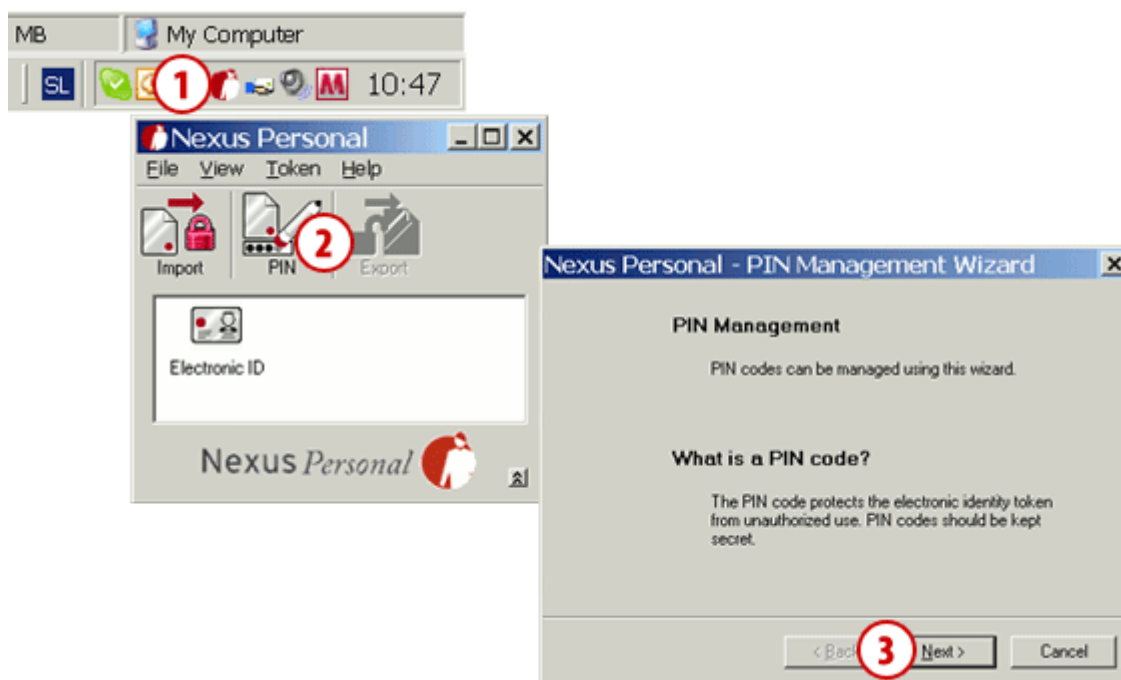 MB My Computer
SL 1 10:47
Nexus Personal
File View Token Help
2
Import PIN Export
Electronic ID
Nexus Personal
Nexus Personal - PIN Management Wizard
PIN Management
PIN codes can be managed using this wizard.
What is a PIN code?
The PIN code protects the electronic identity token
from unauthorized use. PIN codes should be kept
secret.
< Back 3 Next > Cancel